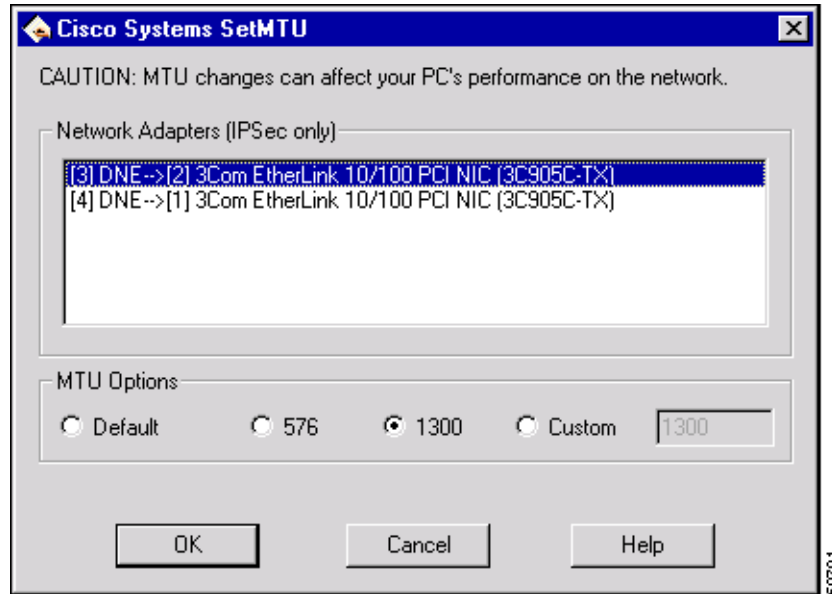 Cisco Systems SetMTU
CAUTION: MTU changes can affect your PC's performance on the network.
Network Adapters (IPSec only)
[3] DNE-->[2] 3Com EtherLink 10/100 PCI NIC (3C905C-TX)
[4] DNE-->[1] 3Com EtherLink 10/100 PCI NIC (3C905C-TX)
MTU Options
Default 576 1300 Custom 1300
OK Cancel Help